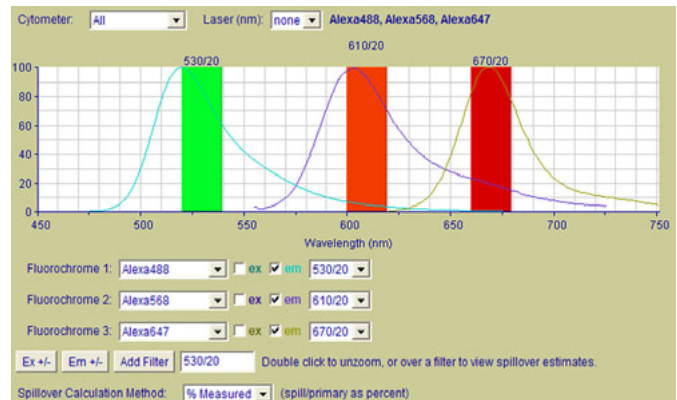 Cytometer: All Laser (nm): none Alexa488, Alexa568, Alexa647
610/20
530/20 670/20
100
80
60
40
20
0
450 500 550 600 650 700 750
Wavelength (nm)
Fluorochrome 1: Alexa488 ex em 530/20
Fluorochrome 2: Alexa568 ex em 610/20
Fluorochrome 3: Alexa647 ex em 670/20
Ex +/- Em +/- Add Filter 530/20 Double click to unzoom, or over a filter to view spillover estimates.
Spillover Calculation Method: % Measured (spill/primary as percent)